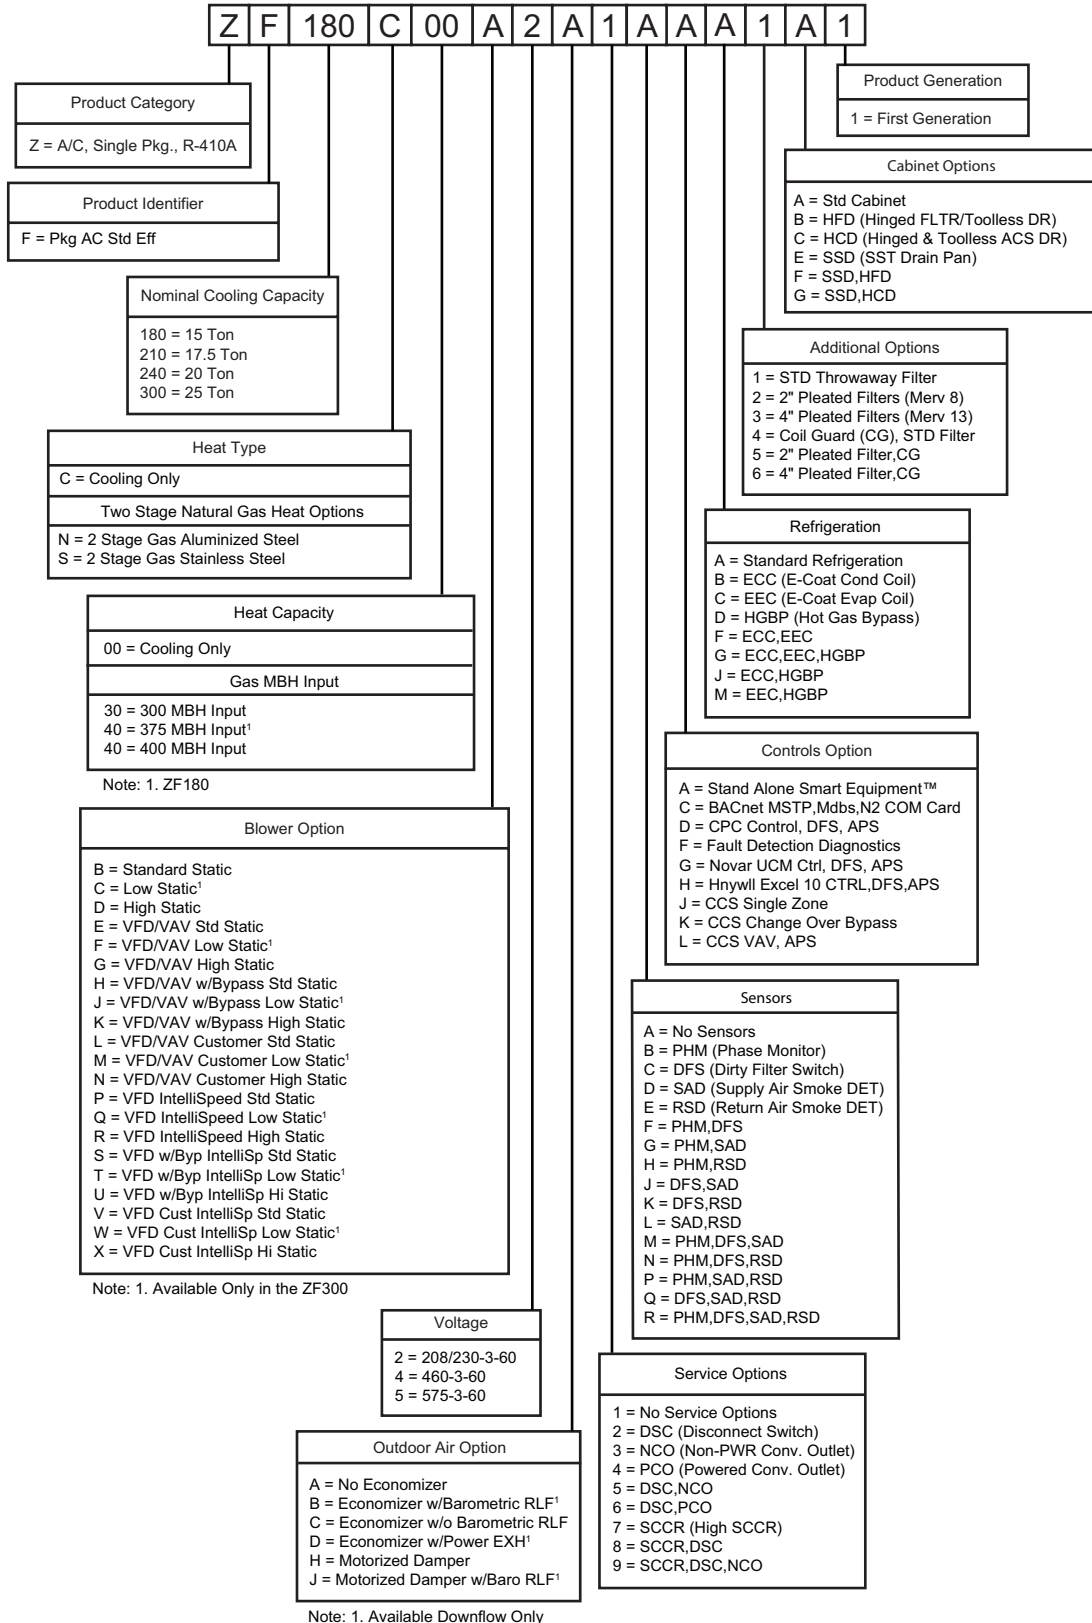 Z F 180 C 00 A 2 A 1 A A A 1 A 1
Product Category
Z = A/C, Single Pkg., R-410A
Product Identifier
F = Pkg AC Std Eff
Nominal Cooling Capacity
180 = 15 Ton
210 = 17.5 Ton
240 = 20 Ton
300 = 25 Ton
Heat Type
C = Cooling Only
Two Stage Natural Gas Heat Options
N = 2 Stage Gas Aluminized Steel
S = 2 Stage Gas Stainless Steel
Heat Capacity
00 = Cooling Only
Gas MBH Input
30 = 300 MBH Input
40 = 375 MBH Input¹
40 = 400 MBH Input
Note: 1. ZF180
Blower Option
B = Standard Static
C = Low Static¹
D = High Static
E = VFD/VAV Std Static
F = VFD/VAV Low Static¹
G = VFD/VAV High Static
H = VFD/VAV w/Bypass Std Static
J = VFD/VAV w/Bypass Low Static¹
K = VFD/VAV w/Bypass High Static
L = VFD/VAV Customer Std Static
M = VFD/VAV Customer Low Static¹
N = VFD/VAV Customer High Static
P = VFD IntelliSpeed Std Static
Q = VFD IntelliSpeed Low Static¹
R = VFD IntelliSpeed High Static
S = VFD w/Byp IntelliSp Std Static
T = VFD w/Byp IntelliSp Low Static¹
U = VFD w/Byp IntelliSp Hi Static
V = VFD Cust IntelliSp Std Static
W = VFD Cust IntelliSp Low Static¹
X = VFD Cust IntelliSp Hi Static
Note: 1. Available Only in the ZF300
Voltage
2 = 208/230-3-60
4 = 460-3-60
5 = 575-3-60
Outdoor Air Option
A = No Economizer
B = Economizer w/Barometric RLF¹
C = Economizer w/o Barometric RLF
D = Economizer w/Power EXH¹
H = Motorized Damper
J = Motorized Damper w/Baro RLF¹
Note: 1. Available Downflow Only
Product Generation
1 = First Generation
Cabinet Options
A = Std Cabinet
B = HFD (Hinged FLTR/Toolless DR)
C = HCD (Hinged & Toolless ACS DR)
E = SSD (SST Drain Pan)
F = SSD,HFD
G = SSD,HCD
Additional Options
1 = STD Throwaway Filter
2 = 2" Pleated Filters (Merv 8)
3 = 4" Pleated Filters (Merv 13)
4 = Coil Guard (CG), STD Filter
5 = 2" Pleated Filter,CG
6 = 4" Pleated Filter,CG
Refrigeration
A = Standard Refrigeration
B = ECC (E-Coat Cond Coil)
C = EEC (E-Coat Evap Coil)
D = HGBP (Hot Gas Bypass)
F = ECC,EEC
G = ECC,EEC,HGBP
J = ECC,HGBP
M = EEC,HGBP
Controls Option
A = Stand Alone Smart Equipment™
C = BACnet MSTP,Mdbs,N2 COM Card
D = CPC Control, DFS, APS
F = Fault Detection Diagnostics
G = Novar UCM Ctrl, DFS, APS
H = Hnywll Excel 10 CTRL,DFS,APS
J = CCS Single Zone
K = CCS Change Over Bypass
L = CCS VAV, APS
Sensors
A = No Sensors
B = PHM (Phase Monitor)
C = DFS (Dirty Filter Switch)
D = SAD (Supply Air Smoke DET)
E = RSD (Return Air Smoke DET)
F = PHM,DFS
G = PHM,SAD
H = PHM,RSD
J = DFS,SAD
K = DFS,RSD
L = SAD,RSD
M = PHM,DFS,SAD
N = PHM,DFS,RSD
P = PHM,SAD,RSD
Q = DFS,SAD,RSD
R = PHM,DFS,SAD,RSD
Service Options
1 = No Service Options
2 = DSC (Disconnect Switch)
3 = NCO (Non-PWR Conv. Outlet)
4 = PCO (Powered Conv. Outlet)
5 = DSC,NCO
6 = DSC,PCO
7 = SCCR (High SCCR)
8 = SCCR,DSC
9 = SCCR,DSC,NCO